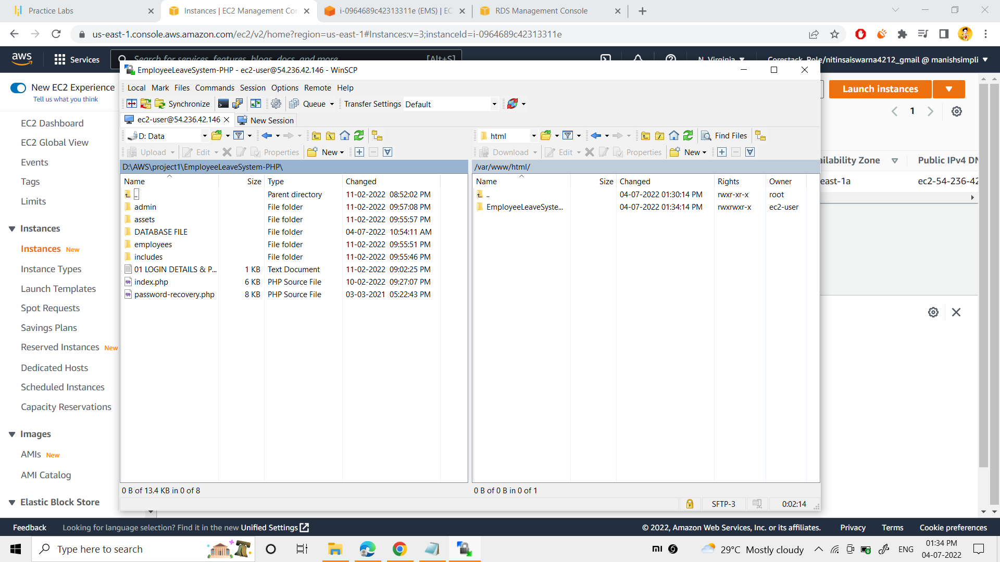 Practice Labs
Instances | EC2 Management Con
i-0964689c42313311e (EMS) | EC
RDS Management Console
us-east-1.console.aws.amazon.com/ec2/v2/home?region=us-east-1#Instances:v=3;instanceId=i-0964689c42313311e
aws
Services
Search for services, features, blogs, docs, and more
[Alt+S]
N. Virginia
Corestack_Role/nitinsaiswarna4212_gmail @ manishsimpli
EmployeeLeaveSystem-PHP - ec2-user@54.236.42.146 - WinSCP
Local Mark Files Commands Session Options Remote Help
Synchronize
Queue
Transfer Settings Default
ec2-user@54.236.42.146
New Session
D: Data
html
Find Files
Upload Edit Properties New
Download Edit Properties New
D:\AWS\project1\EmployeeLeaveSystem-PHP\
/var/www/html/
Name Size Type Changed
.. Parent directory 11-02-2022 08:52:02 PM
admin File folder 11-02-2022 09:57:08 PM
assets File folder 11-02-2022 09:55:57 PM
DATABASE FILE File folder 04-07-2022 10:54:11 AM
employees File folder 11-02-2022 09:55:51 PM
includes File folder 11-02-2022 09:55:46 PM
01 LOGIN DETAILS & P... 1 KB Text Document 11-02-2022 09:02:25 PM
index.php 6 KB PHP Source File 10-02-2022 09:27:07 PM
password-recovery.php 8 KB PHP Source File 03-03-2021 05:22:43 PM
0 B of 13.4 KB in 0 of 8
Name Size Changed Rights Owner
.. 04-07-2022 01:30:14 PM rwxr-xr-x root
EmployeeLeaveSyste... 04-07-2022 01:34:14 PM rwxrwxr-x ec2-user
0 B of 0 B in 0 of 1
SFTP-3
0:02:14
New EC2 Experience
Tell us what you think
EC2 Dashboard
EC2 Global View
Events
Tags
Limits
Instances
Instances New
Instance Types
Launch Templates
Spot Requests
Savings Plans
Reserved Instances New
Dedicated Hosts
Scheduled Instances
Capacity Reservations
Images
AMIs New
AMI Catalog
Elastic Block Store
Launch instances
1
ailability Zone
Public IPv4 DN
east-1a
ec2-54-236-42
Feedback
Looking for language selection? Find it in the new Unified Settings
© 2022, Amazon Web Services, Inc. or its affiliates.
Privacy
Terms
Cookie preferences
Type here to search
29°C Mostly cloudy
ENG
01:34 PM
04-07-2022